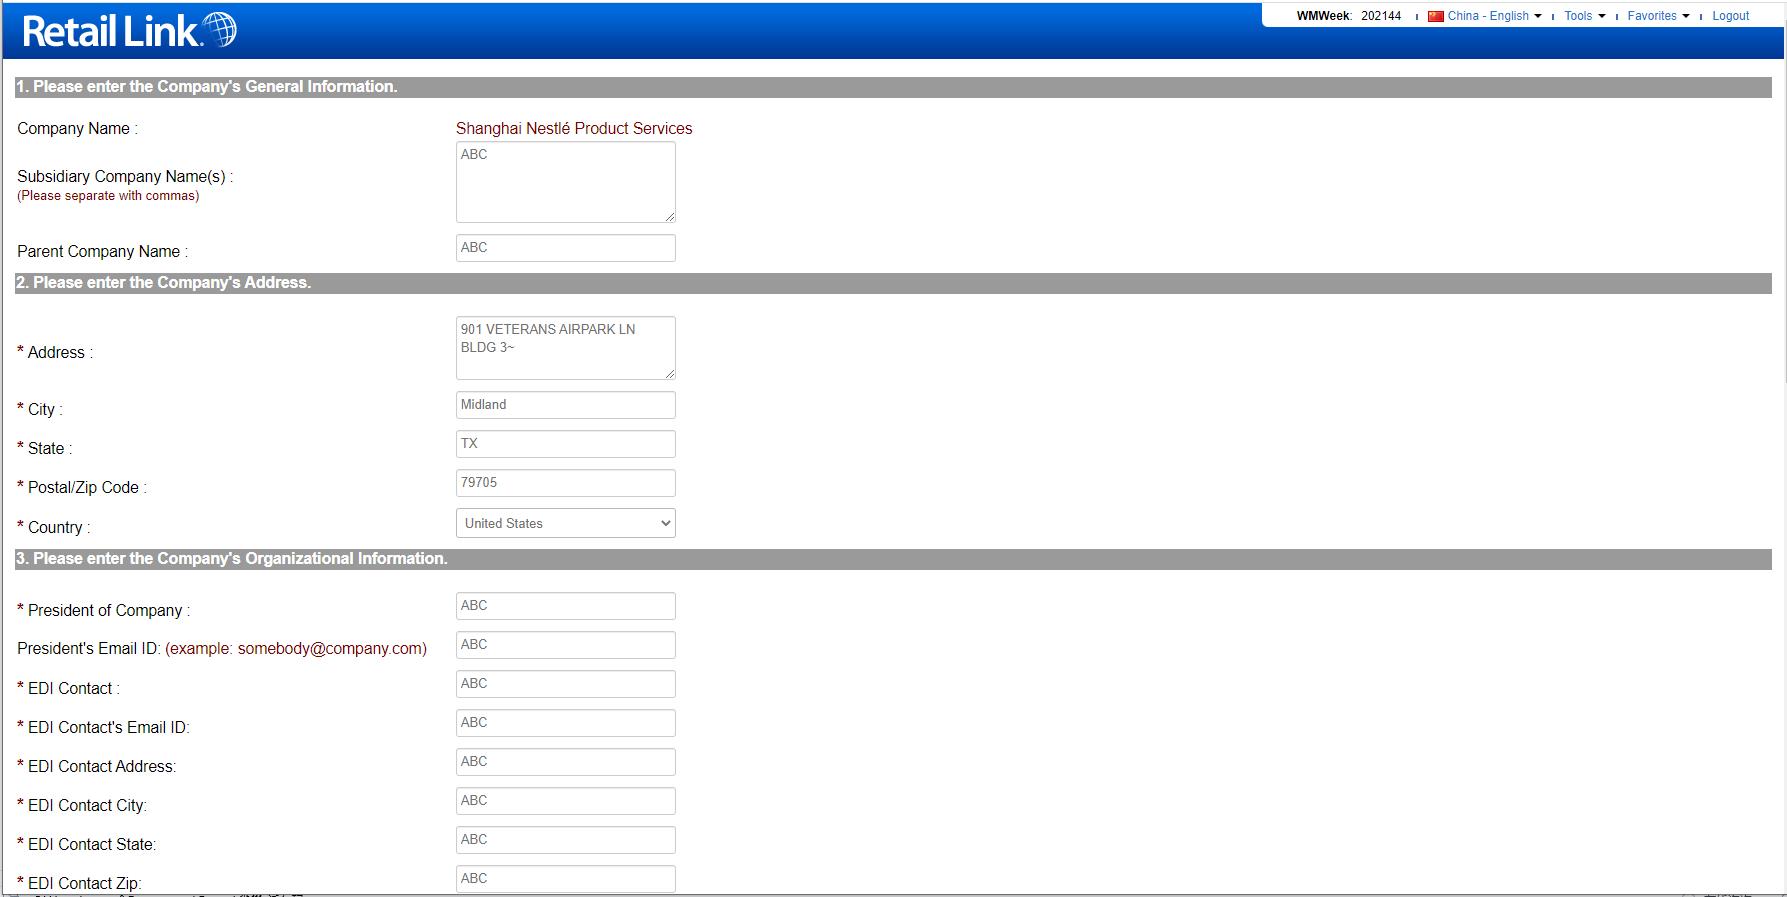 Retail Link.
WMWeek: 202144 China - English Tools Favorites Logout
1. Please enter the Company's General Information.
Company Name : Shanghai Nestlé Product Services
Subsidiary Company Name(s) : ABC
(Please separate with commas)
Parent Company Name : ABC
2. Please enter the Company's Address.
* Address : 901 VETERANS AIRPARK LN
BLDG 3~
* City : Midland
* State : TX
* Postal/Zip Code : 79705
* Country : United States
3. Please enter the Company's Organizational Information.
* President of Company : ABC
President's Email ID: (example: somebody@company.com) ABC
* EDI Contact : ABC
* EDI Contact's Email ID: ABC
* EDI Contact Address: ABC
* EDI Contact City: ABC
* EDI Contact State: ABC
* EDI Contact Zip: ABC